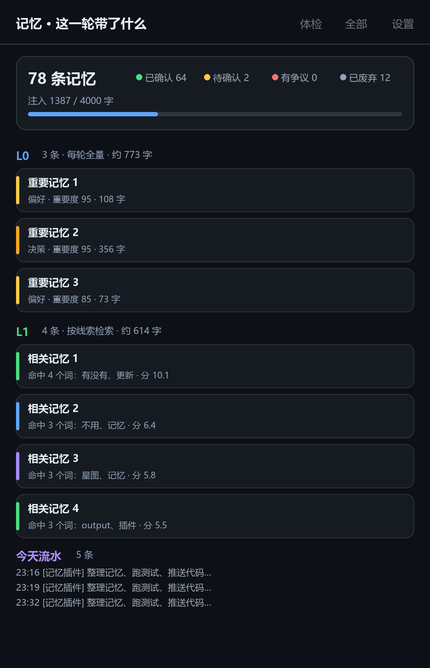 记忆 · 这一轮带了什么
体检 全部 设置
78 条记忆
已确认 64 待确认 2 有争议 0 已废弃 12
注入 1387 / 4000 字
L0 3 条 · 每轮全量 · 约 773 字
重要记忆 1
偏好 · 重要度 95 · 108 字
重要记忆 2
决策 · 重要度 95 · 356 字
重要记忆 3
偏好 · 重要度 85 · 73 字
L1 4 条 · 按线索检索 · 约 614 字
相关记忆 1
命中 4 个词：有没有、更新 · 分 10.1
相关记忆 2
命中 3 个词：不用、记忆 · 分 6.4
相关记忆 3
命中 3 个词：星图、记忆 · 分 5.8
相关记忆 4
命中 3 个词：output、插件 · 分 5.5
今天流水 5 条
23:16 [记忆插件] 整理记忆、跑测试、推送代码...
23:19 [记忆插件] 整理记忆、跑测试、推送代码...
23:32 [记忆插件] 整理记忆、跑测试、推送代码...